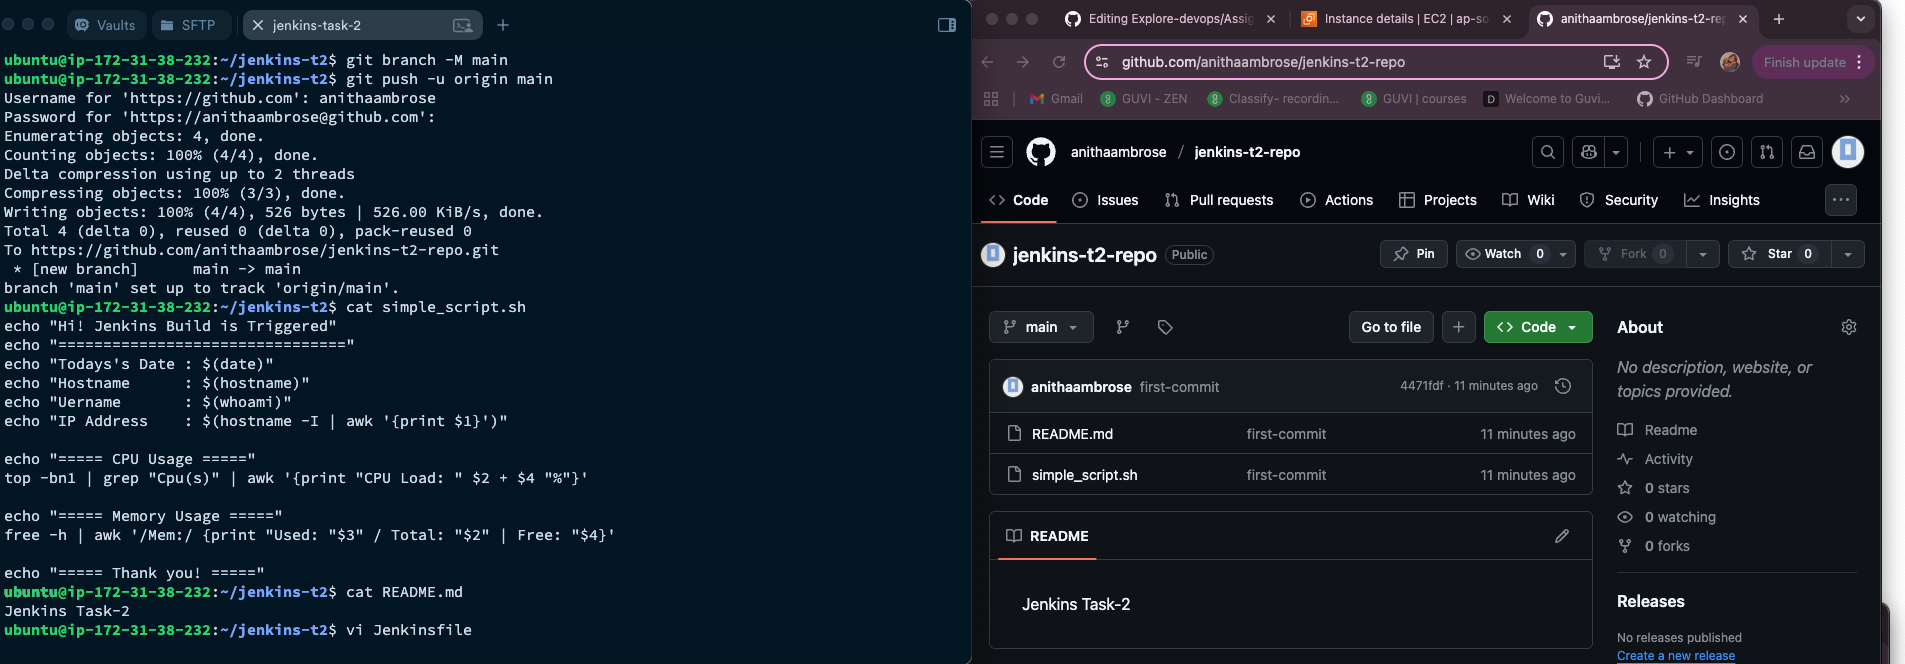 Vaults
SFTP
jenkins-task-2
ubuntu@ip-172-31-38-232:~/jenkins-t2$ git branch -M main
ubuntu@ip-172-31-38-232:~/jenkins-t2$ git push -u origin main
Username for 'https://github.com': anithaambrose
Password for 'https://anithaambrose@github.com':
Enumerating objects: 4, done.
Counting objects: 100% (4/4), done.
Delta compression using up to 2 threads
Compressing objects: 100% (3/3), done.
Writing objects: 100% (4/4), 526 bytes | 526.00 KiB/s, done.
Total 4 (delta 0), reused 0 (delta 0), pack-reused 0
To https://github.com/anithaambrose/jenkins-t2-repo.git
 * [new branch]      main -> main
branch 'main' set up to track 'origin/main'.
ubuntu@ip-172-31-38-232:~/jenkins-t2$ cat simple_script.sh
echo "Hi! Jenkins Build is Triggered"
echo "================================"
echo "Todays's Date : $(date)"
echo "Hostname      : $(hostname)"
echo "Uername       : $(whoami)"
echo "IP Address    : $(hostname -I | awk '{print $1}')"
echo "===== CPU Usage ====="
top -bn1 | grep "Cpu(s)" | awk '{print "CPU Load: " $2 + $4 "%"}'
echo "===== Memory Usage ====="
free -h | awk '/Mem:/ {print "Used: "$3" / Total: "$2" | Free: "$4}'
echo "===== Thank you! ====="
ubuntu@ip-172-31-38-232:~/jenkins-t2$ cat README.md
Jenkins Task-2
ubuntu@ip-172-31-38-232:~/jenkins-t2$ vi Jenkinsfile
Editing Explore-devops/Assig
Instance details | EC2 | ap-so
anithaambrose/jenkins-t2-rep
github.com/anithaambrose/jenkins-t2-repo
Finish update
Gmail
GUVI - ZEN
Classify- recordin...
GUVI | courses
D Welcome to Guvi...
GitHub Dashboard
anithaambrose / jenkins-t2-repo
Code
Issues
Pull requests
Actions
Projects
Wiki
Security
Insights
jenkins-t2-repo Public
Pin
Watch 0
Fork 0
Star 0
main
Go to file
Code
anithaambrose first-commit 4471fdf · 11 minutes ago
README.md first-commit 11 minutes ago
simple_script.sh first-commit 11 minutes ago
README
Jenkins Task-2
About
No description, website, or
topics provided.
Readme
Activity
0 stars
0 watching
0 forks
Releases
No releases published
Create a new release